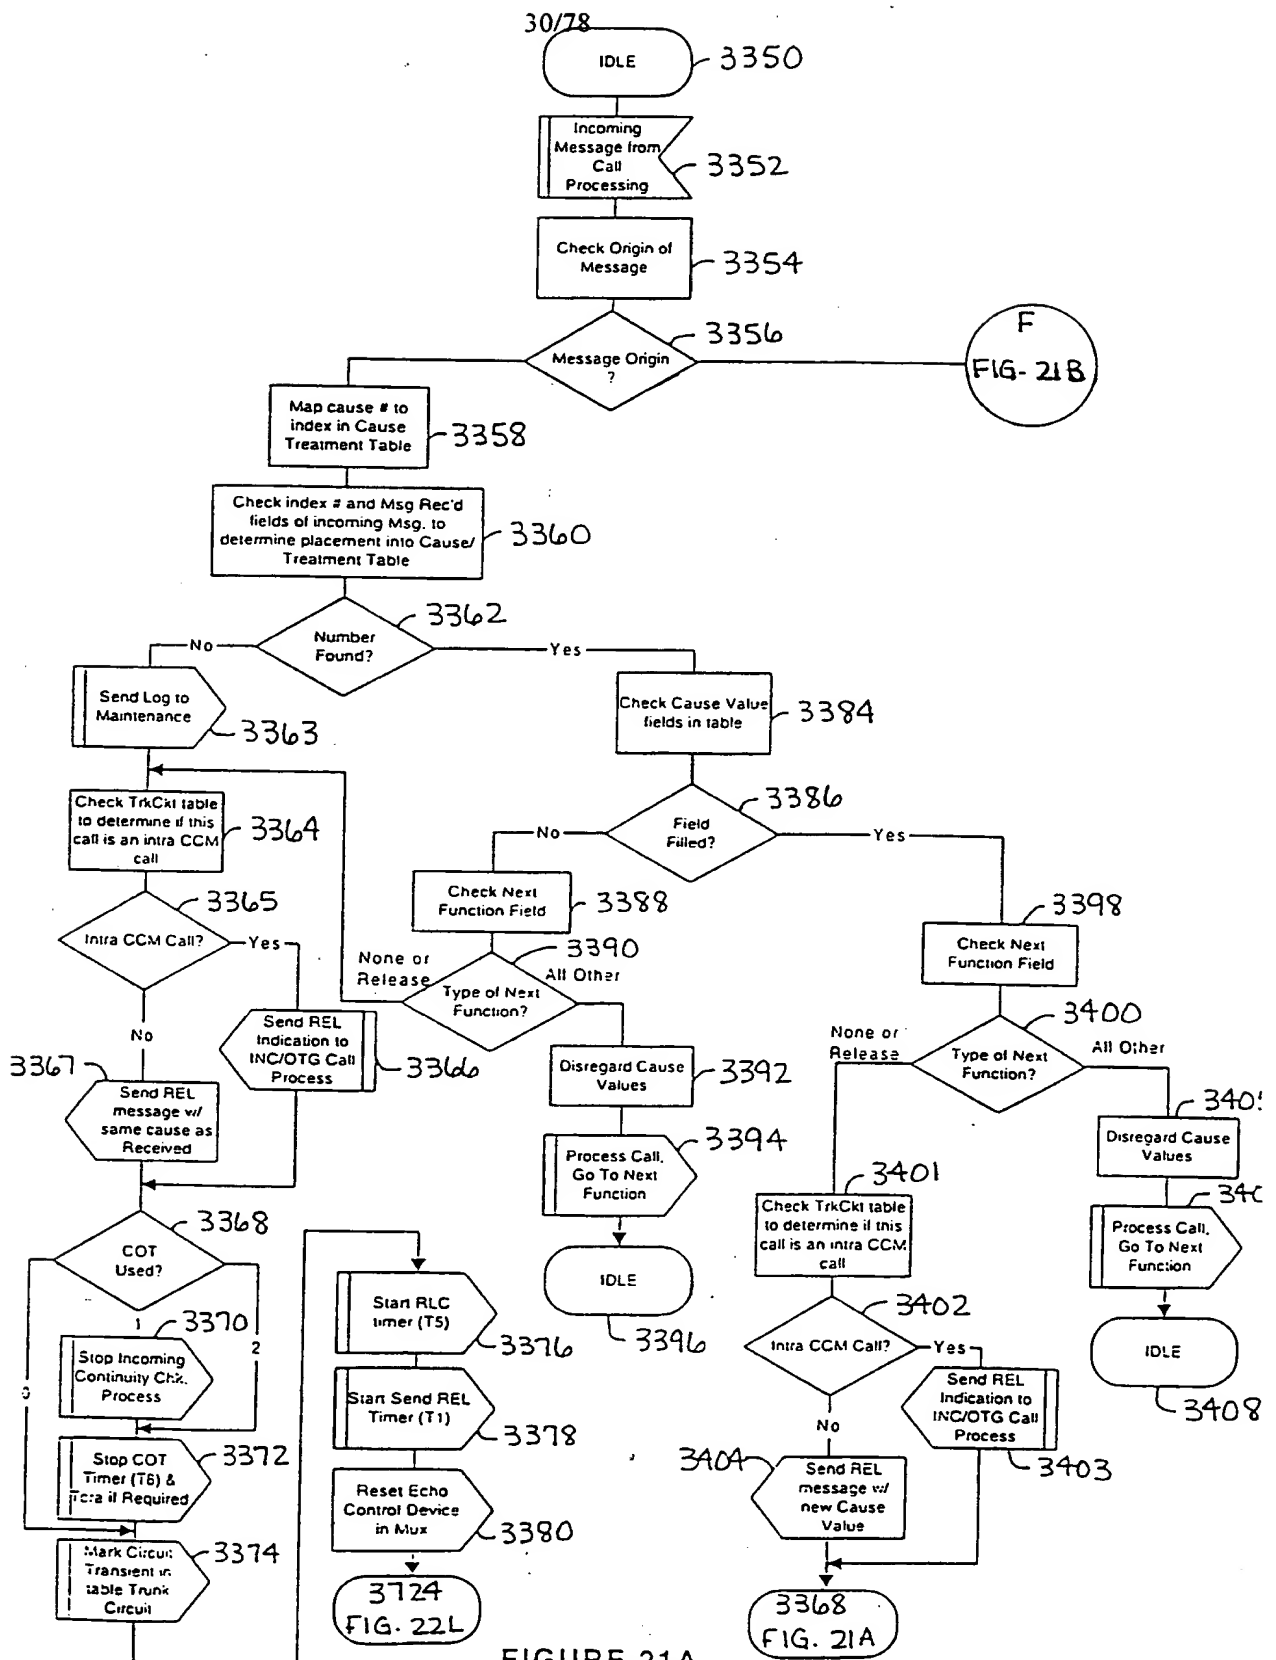 30/78
IDLE
3350
Incoming
Message from
Call
Processing
3352
Check Origin of
Message
3354
Message Origin
?
3356
F
FIG- 21B
Map cause # to
index in Cause
Treatment Table
3358
Check index # and Msg Rec'd
fields of incoming Msg. to
determine placement into Cause/
Treatment Table
3360
Number
Found?
3362
No
Yes
Send Log to
Maintenance
3363
Check Cause Value
fields in table
3384
Check TrkCkt table
to determine if this
call is an intra CCM
call
3364
Field
Filled?
3386
No
Yes
Intra CCM Call?
3365
Yes
No
Check Next
Function Field
3388
Check Next
Function Field
3398
None or
Release
Type of Next
Function?
3390
All Other
Send REL
Indication to
INC/OTG Call
Process
3366
3367
Send REL
message w/
same cause as
Received
Disregard Cause
Values
3392
None or
Release
Type of Next
Function?
3400
All Other
Process Call,
Go To Next
Function
3394
Disregard Cause
Values
Process Call,
Go To Next
Function
COT
Used?
3368
IDLE
3396
Check TrkCkt table
to determine if this
call is an intra CCM
call
3401
1
2
Stop Incoming
Continuity Chk.
Process
3370
Start RLC
timer (T5)
3376
Intra CCM Call?
3402
Yes
No
IDLE
3408
Stop COT
Timer (T6) &
if Required
3372
Start Send REL
Timer (T1)
3378
Send REL
Indication to
INC/OTG Call
Process
3403
3404
Send REL
message w/
new Cause
Value
Reset Echo
Control Device
in Mux
3380
Mark Circuit
Transient in
table Trunk
Circuit
3374
3724
FIG. 22L
3368
FIG. 21A
FIGURE 21A